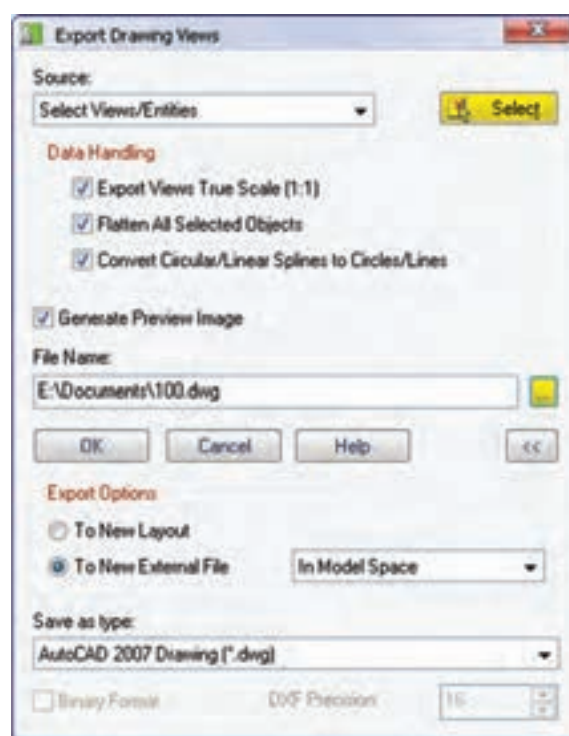 Export Drawing Views
Source:
Select Views/Entities
Select
Data Handling
Export Views True Scale (1:1)
Flatten All Selected Objects
Convert Circular/Linear Splines to Circles/Lines
Generate Preview Image
File Name:
E:\Documents\100.dwg
...
OK Cancel Help <<
Export Options
To New Layout
To New External File In Model Space
Save as type:
AutoCAD 2007 Drawing (*.dwg)
Binary Format DXF Precision: 16